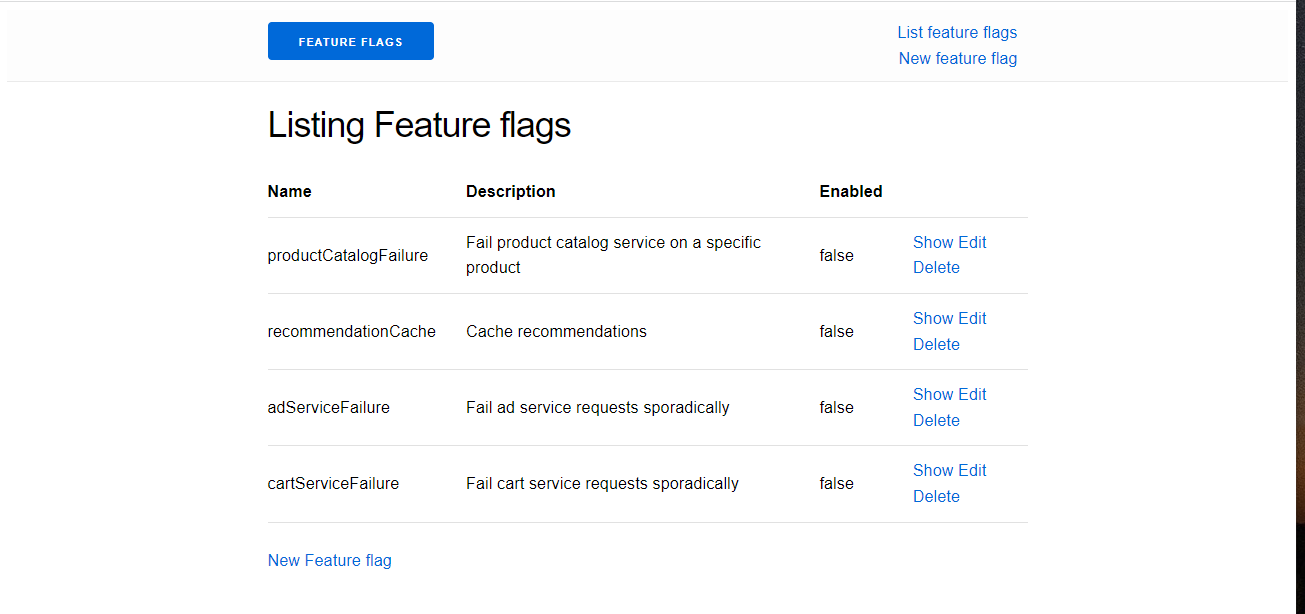 FEATURE FLAGS
List feature flags
New feature flag
Listing Feature flags
Name Description Enabled
productCatalogFailure Fail product catalog service on a specific product false Show Edit Delete
recommendationCache Cache recommendations false Show Edit Delete
adServiceFailure Fail ad service requests sporadically false Show Edit Delete
cartServiceFailure Fail cart service requests sporadically false Show Edit Delete
New Feature flag